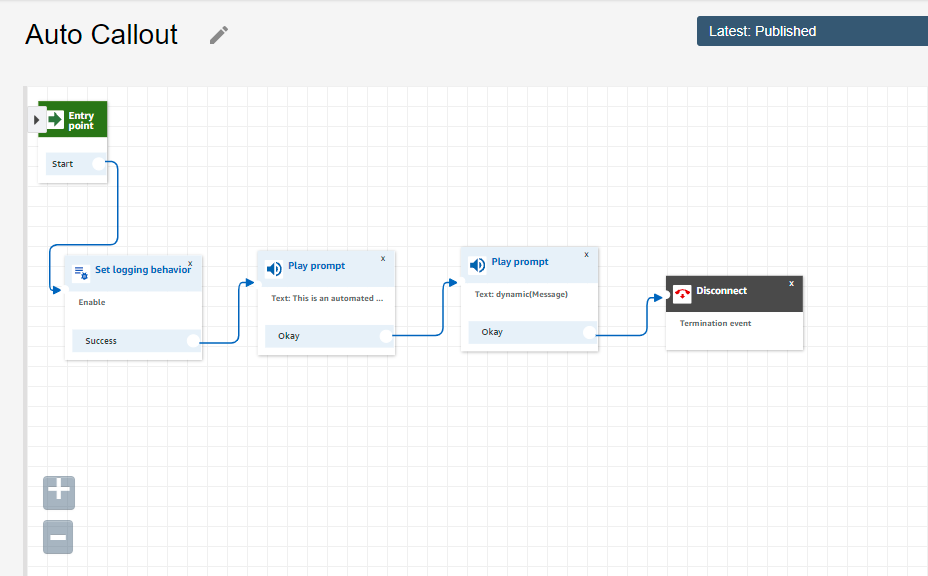 Auto Callout
Latest: Published
Entry
point
Start
Set logging behavior
x
Enable
Success
Play prompt
x
Text: This is an automated ...
Okay
Play prompt
x
Text: dynamic(Message)
Okay
Disconnect
x
Termination event